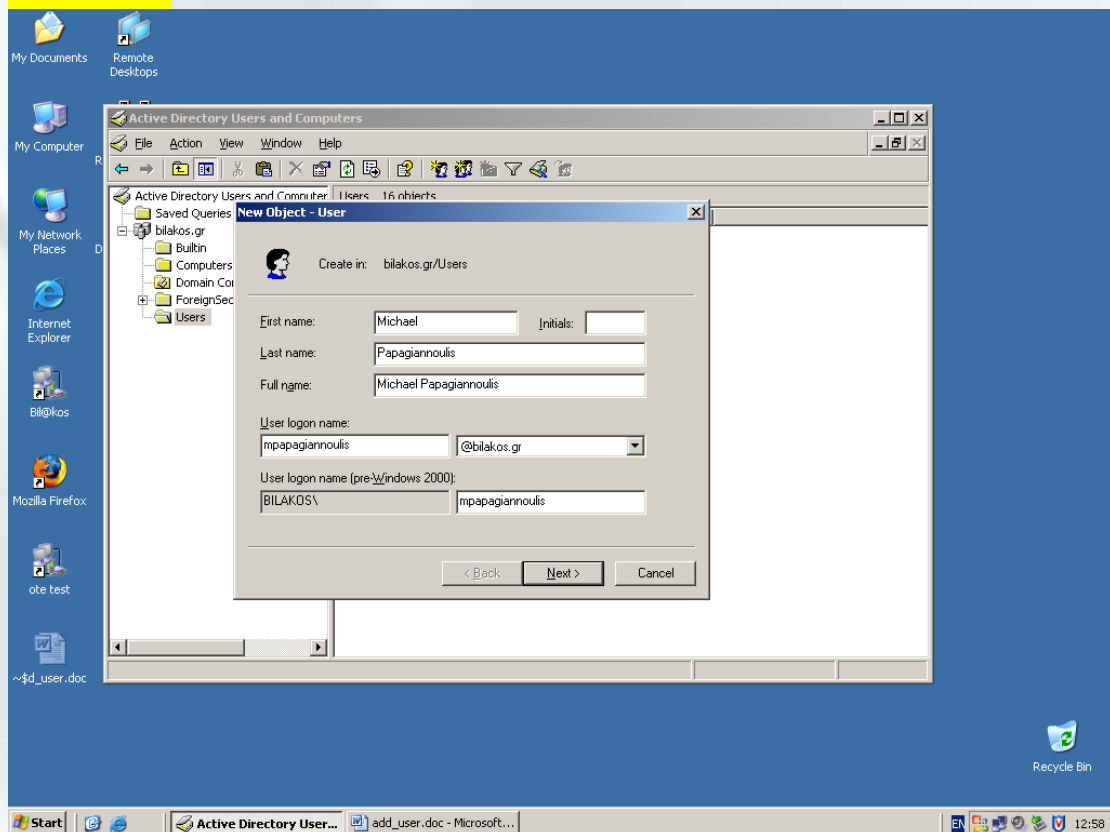 My Documents
Remote
Desktops
Active Directory Users and Computers
My Computer
File Action View Window Help
R
Active Directory Users and Computer Users 16 objects
Saved Queries
New Object - User
bilakos.gr
My Network
Places
D
Builtin
Computers
Create in: bilakos.gr/Users
Domain Con
ForeignSec
Users
First name: Michael Initials:
Internet
Explorer
Last name: Papagiannoulis
Full name: Michael Papagiannoulis
Bil@kos
User logon name:
mpapagiannoulis @bilakos.gr
User logon name (pre-Windows 2000):
BILAKOS\ mpapagiannoulis
Mozilla Firefox
< Back Next > Cancel
ote test
~$d_user.doc
Recycle Bin
Start Active Directory User... add_user.doc - Microsoft... EN 12:58